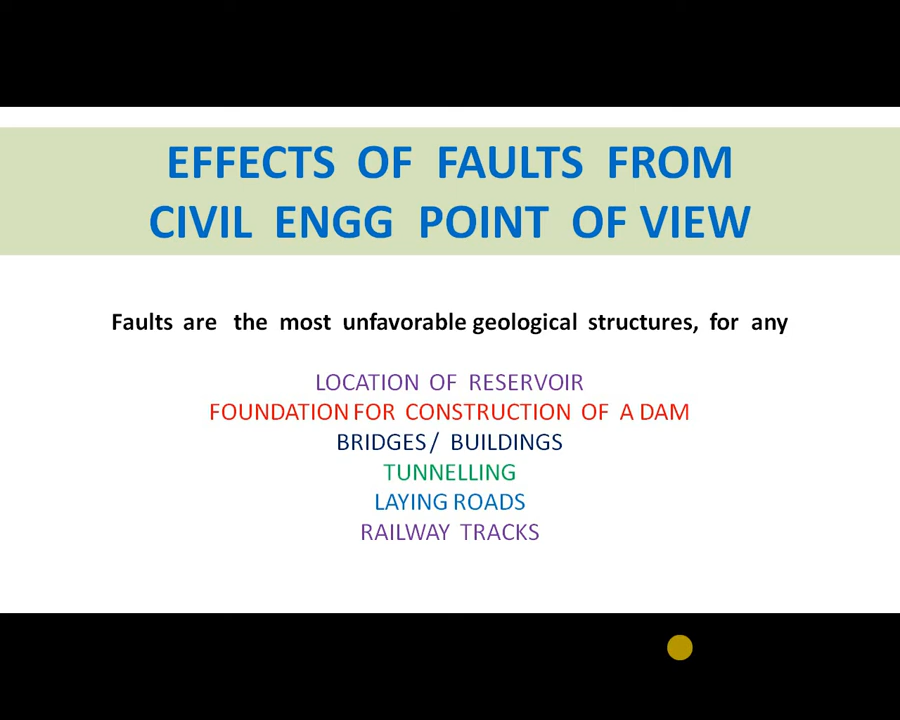 EFFECTS OF FAULTS FROM
CIVIL ENGG POINT OF VIEW
Faults are the most unfavorable geological structures, for any
LOCATION OF RESERVOIR
FOUNDATION FOR CONSTRUCTION OF A DAM
BRIDGES / BUILDINGS
TUNNELLING
LAYING ROADS
RAILWAY TRACKS